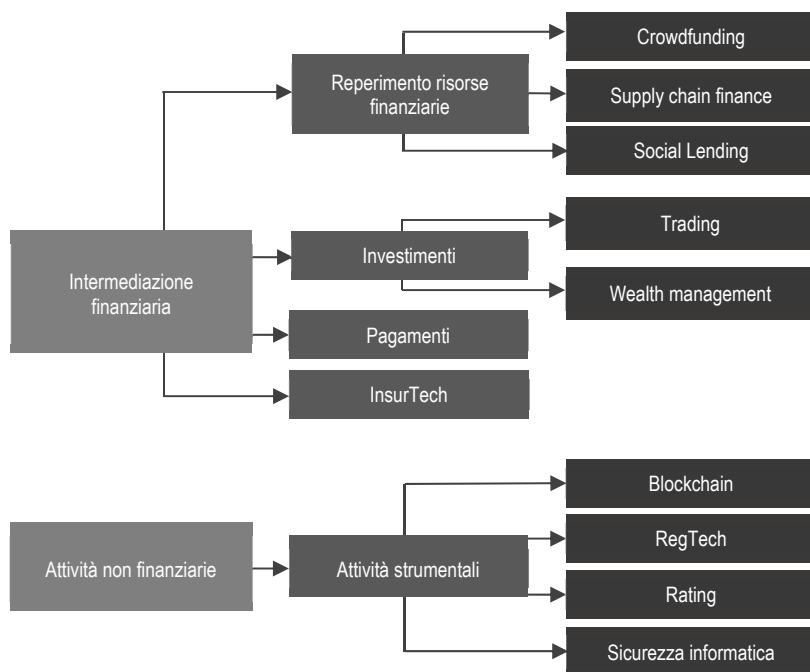 Crowdfunding
Reperimento risorse
finanziarie
Supply chain finance
Social Lending
Trading
Intermediazione
finanziaria
Investimenti
Wealth management
Pagamenti
InsurTech
Blockchain
RegTech
Attività non finanziarie
Attività strumentali
Rating
Sicurezza informatica